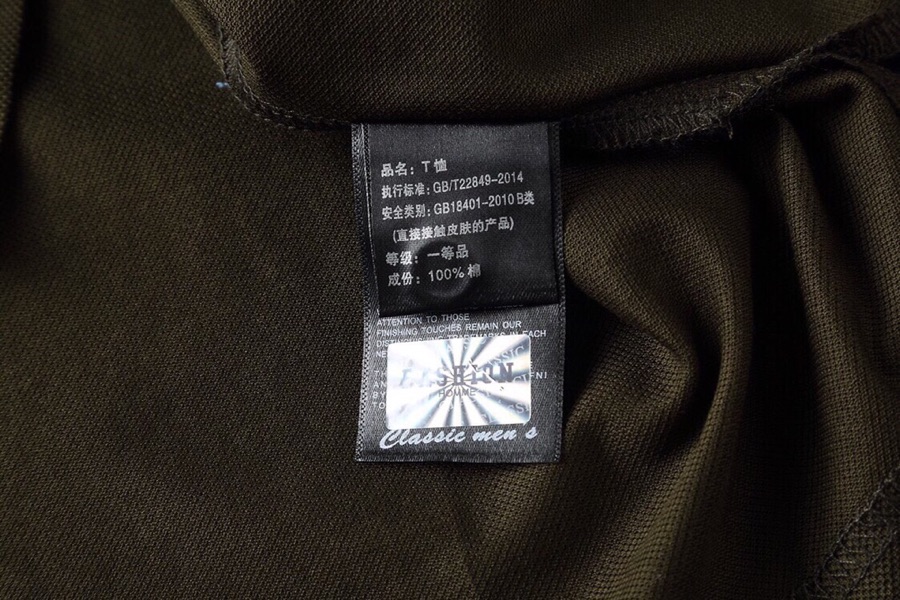 品名：T恤
执行标准：GB/T22849-2014
安全类别：GB18401-2010 B类
(直接接触皮肤的产品)
等级：一等品
成份：100%棉
ATTENTION TO THOSE
FINISHING TOUCHES REMAIN OUR
EACH
HOMME
Classic men's